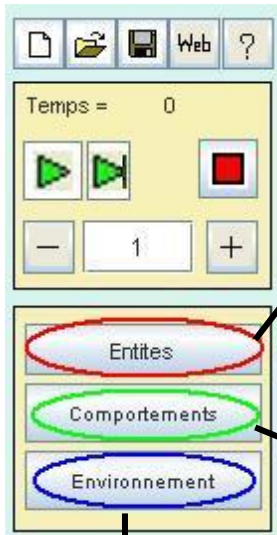 Web ?
Temps = 0
− 1 +
Entites
Comportements
Environnement